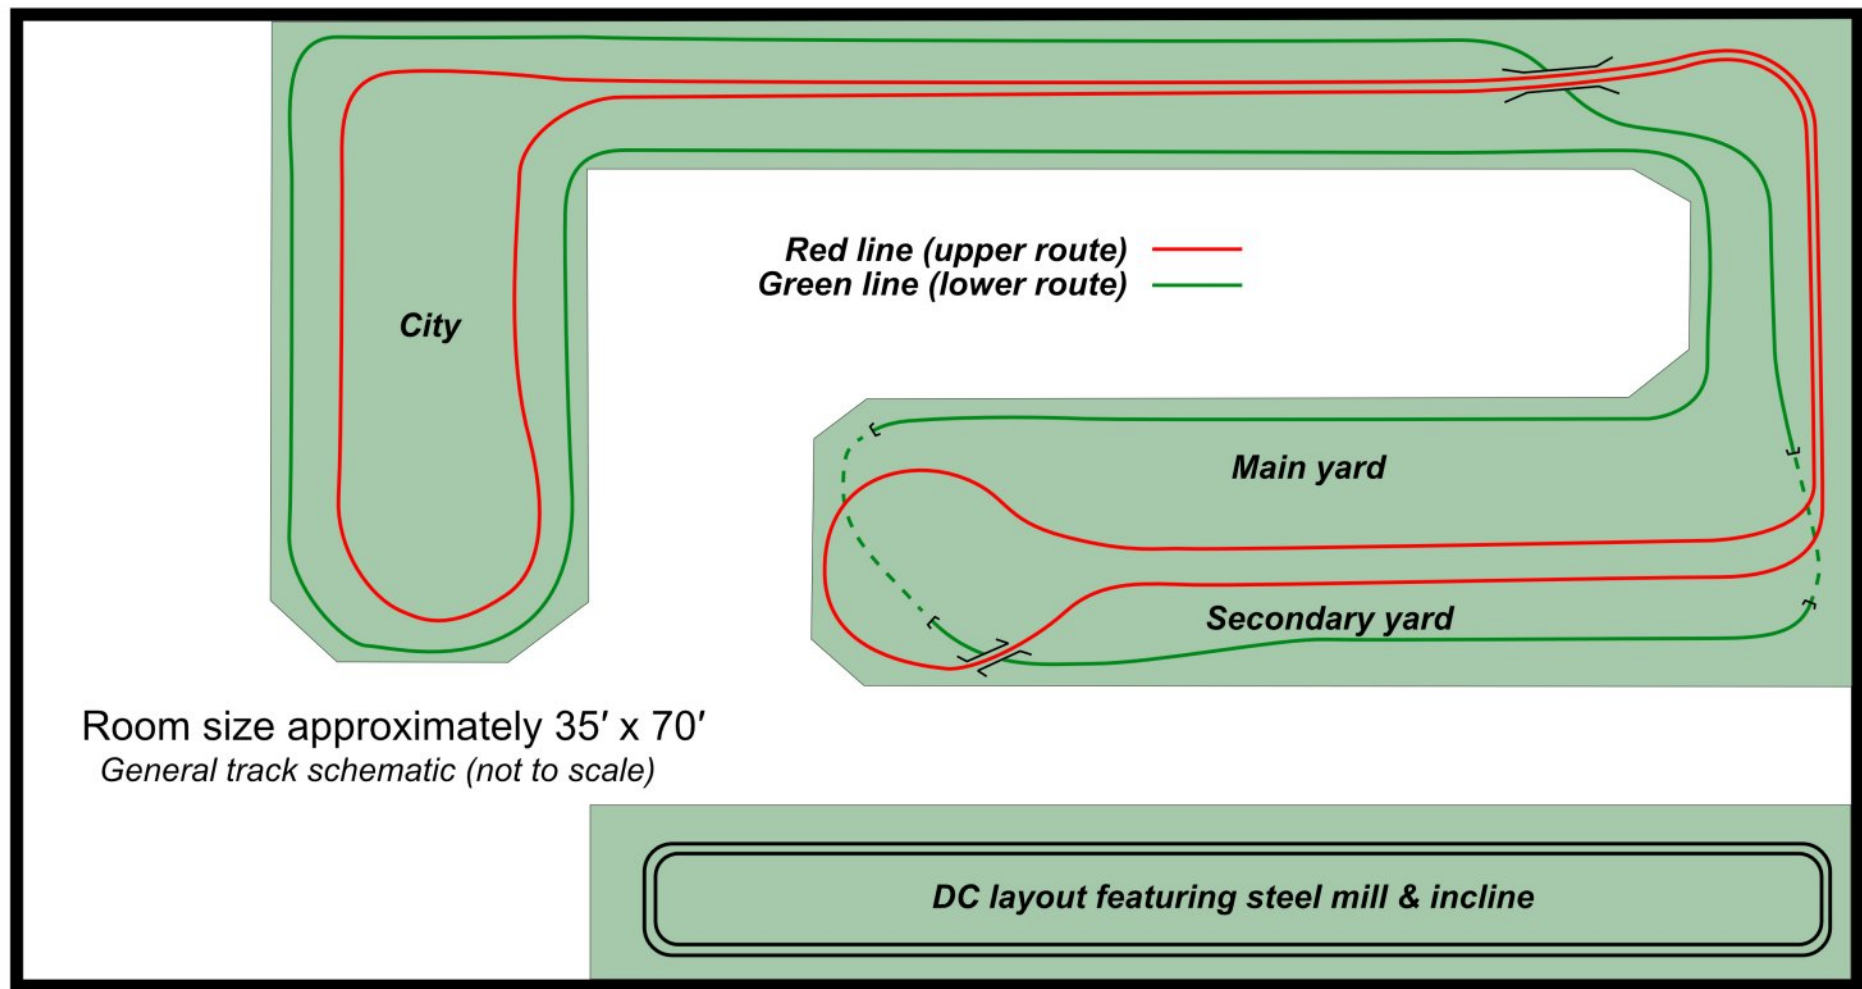 Red line (upper route)
Green line (lower route)
City
Main yard
Secondary yard
Room size approximately 35′ x 70′
General track schematic (not to scale)
DC layout featuring steel mill & incline